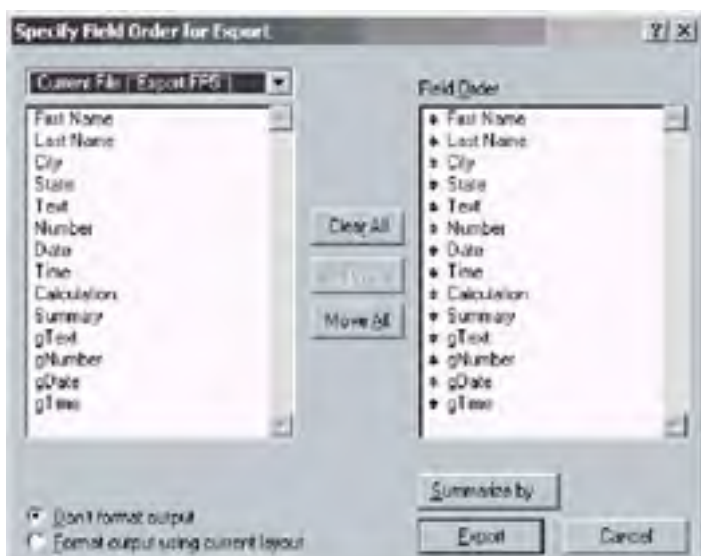 Specify Field Order for Export
Current File ( Export.FP5 )
First Name
Last Name
City
State
Text
Number
Date
Time
Calculation
Summary
gText
gNumber
gDate
gTime
Clear All
Move All
Field Order
First Name
Last Name
City
State
Text
Number
Date
Time
Calculation
Summary
gText
gNumber
gDate
gTime
Don't format output
Format output using current layout
Summarize by
Export
Cancel